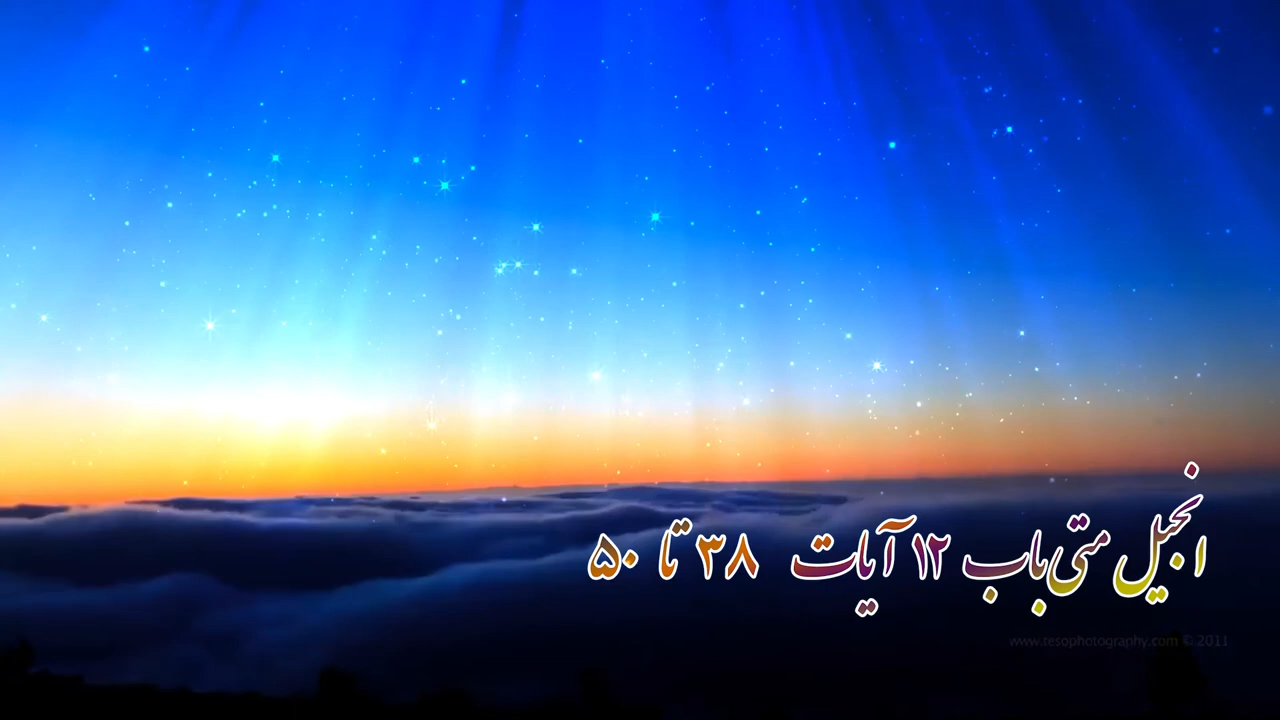 انجیل متی باب ۱۲ آیات ۳۸ تا ۵۰
www.resophotography.com © 2011